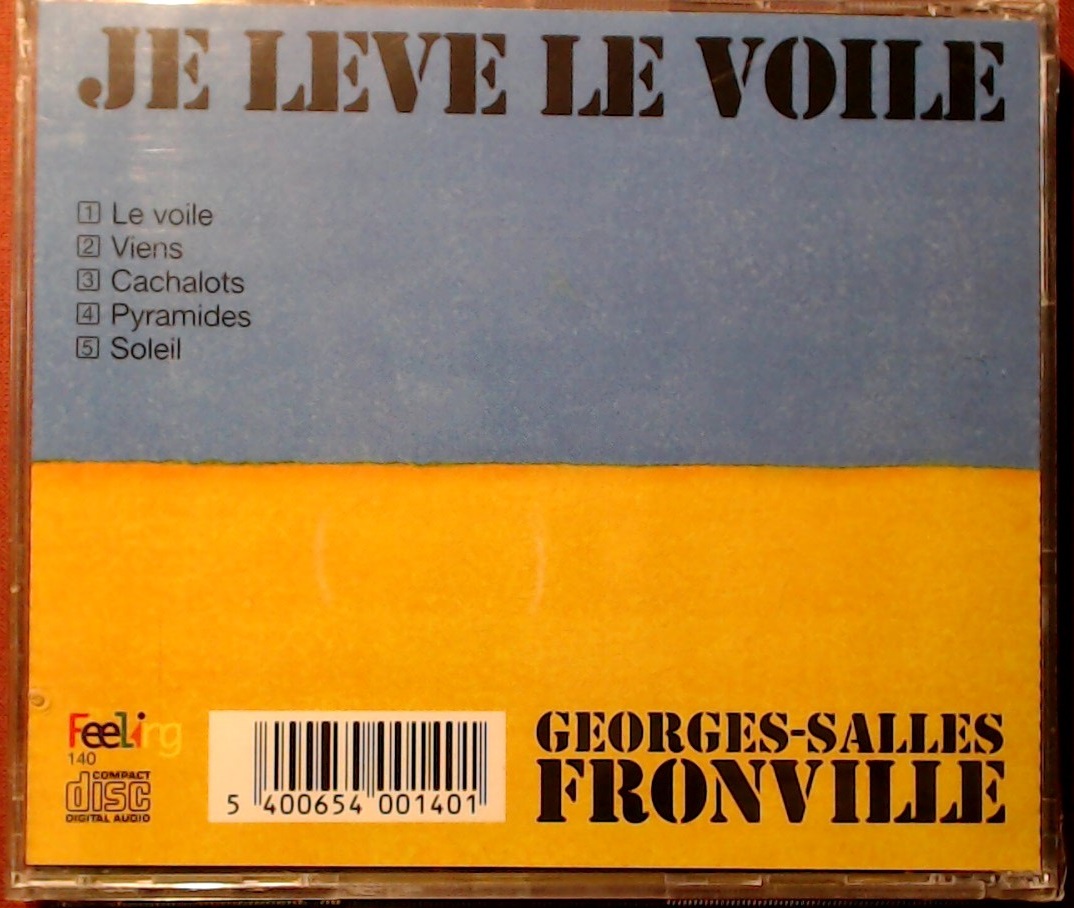 JE LEVE LE VOILE
1 Le voile
2 Viens
3 Cachalots
4 Pyramides
5 Soleil
Feeling
140
COMPACT
disc
DIGITAL AUDIO
5 400654 001401
GEORGES-SALLES
FRONVILLE